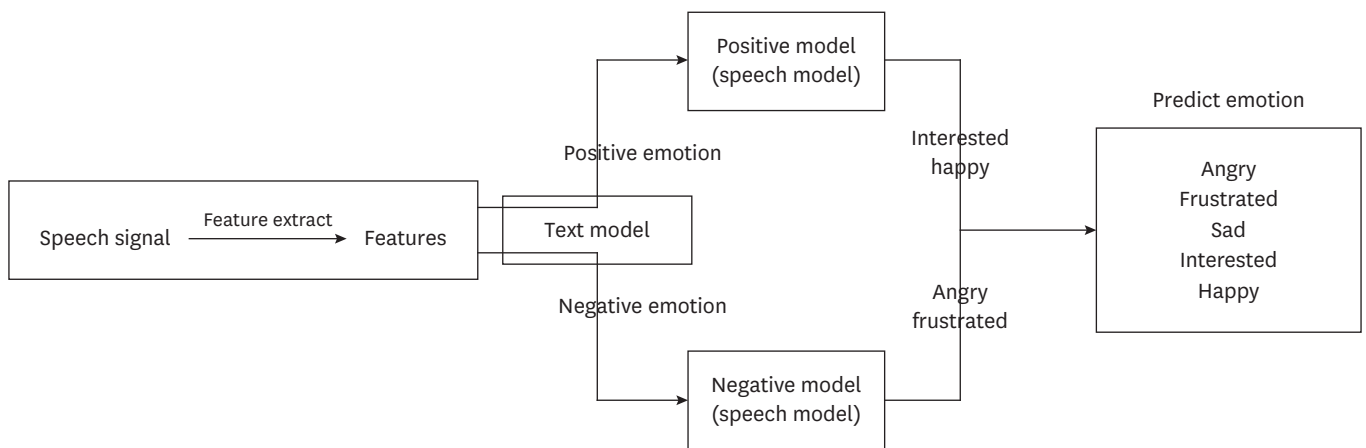 Positive model
(speech model)
Predict emotion
Interested
happy
Positive emotion
Angry
Frustrated
Sad
Interested
Happy
Speech signal
Feature extract
Features
Text model
Negative emotion
Angry
frustrated
Negative model
(speech model)